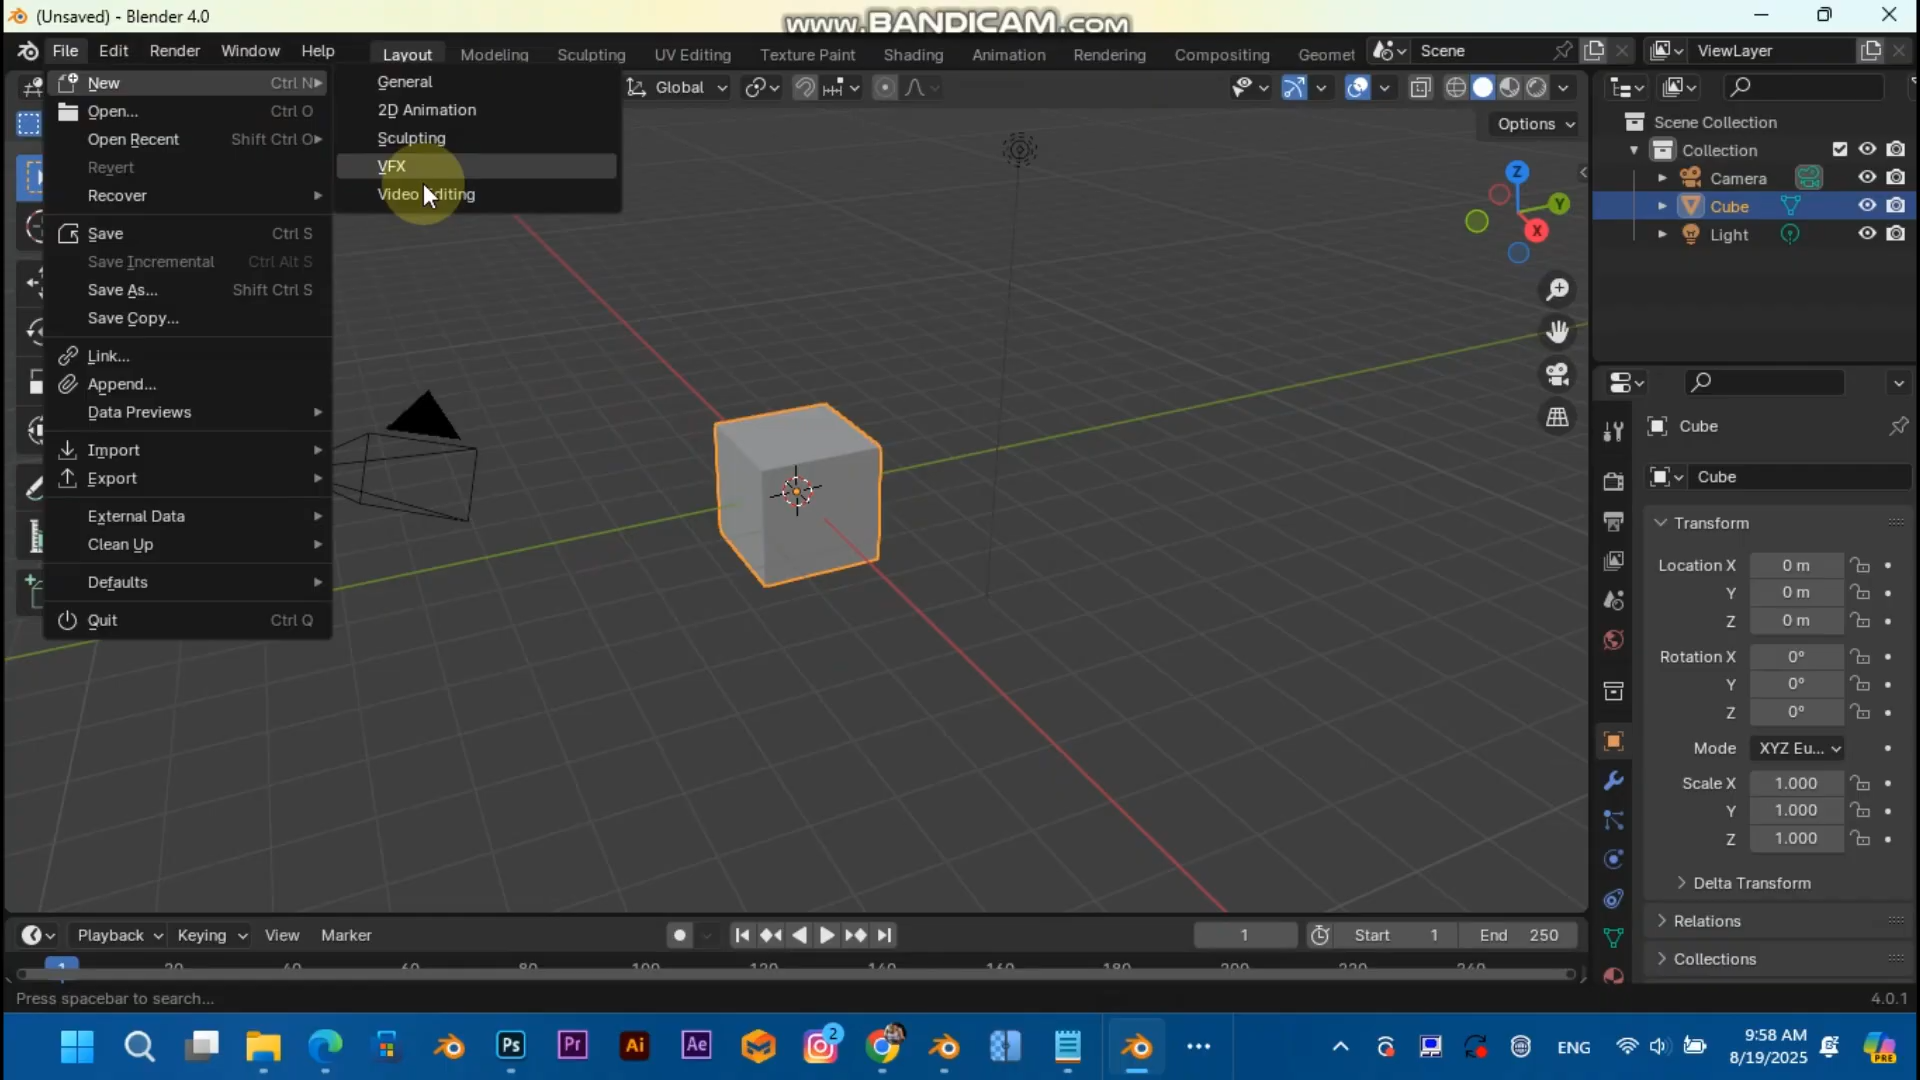 (Unsaved) - Blender 4.0
www.BANDICAM.com
File Edit Render Window Help
Layout Modeling Sculpting UV Editing Texture Paint Shading Animation Rendering Compositing Geomet
Scene
ViewLayer
New Ctrl N
Open... Ctrl O
Open Recent Shift Ctrl O
Revert
Recover
Save Ctrl S
Save Incremental Ctrl Alt S
Save As... Shift Ctrl S
Save Copy...
Link...
Append...
Data Previews
Import
Export
External Data
Clean Up
Defaults
Quit Ctrl Q
General
2D Animation
Sculpting
VFX
Video Editing
Global
Options
Z
Y
X
Scene Collection
Collection
Camera
Cube
Light
Cube
Cube
Transform
Location X 0 m
Y 0 m
Z 0 m
Rotation X 0°
Y 0°
Z 0°
Mode XYZ Eu...
Scale X 1.000
Y 1.000
Z 1.000
Delta Transform
Relations
Collections
Playback Keying View Marker
1
Start 1
End 250
1 20 40 60 80 100 120 140 160 180 200 220 240
Press spacebar to search...
4.0.1
Ps Pr Ai Ae
2
ENG
9:58 AM
8/19/2025
PRE